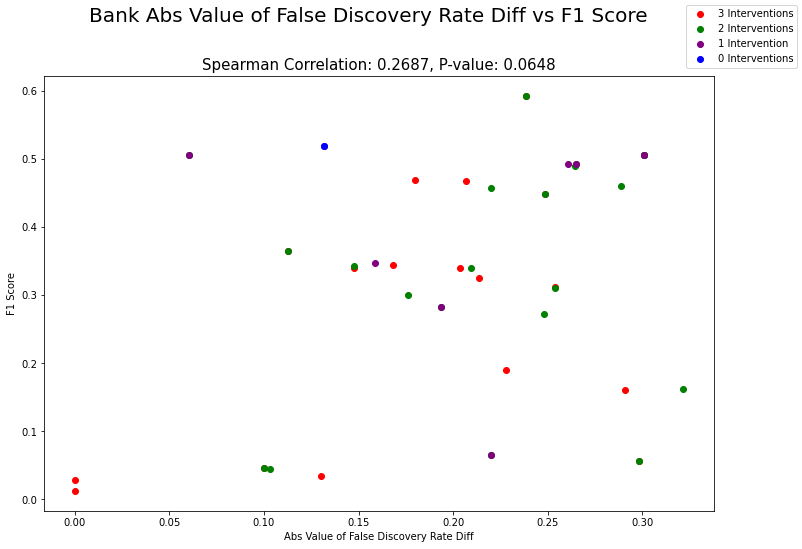 Bank Abs Value of False Discovery Rate Diff vs F1 Score
3 Interventions
2 Interventions
1 Intervention
0 Interventions
Spearman Correlation: 0.2687, P-value: 0.0648
0.6
0.5
0.4
0.3
0.2
0.1
0.0
F1 Score
0.00
0.05
0.10
0.15
0.20
0.25
0.30
Abs Value of False Discovery Rate Diff